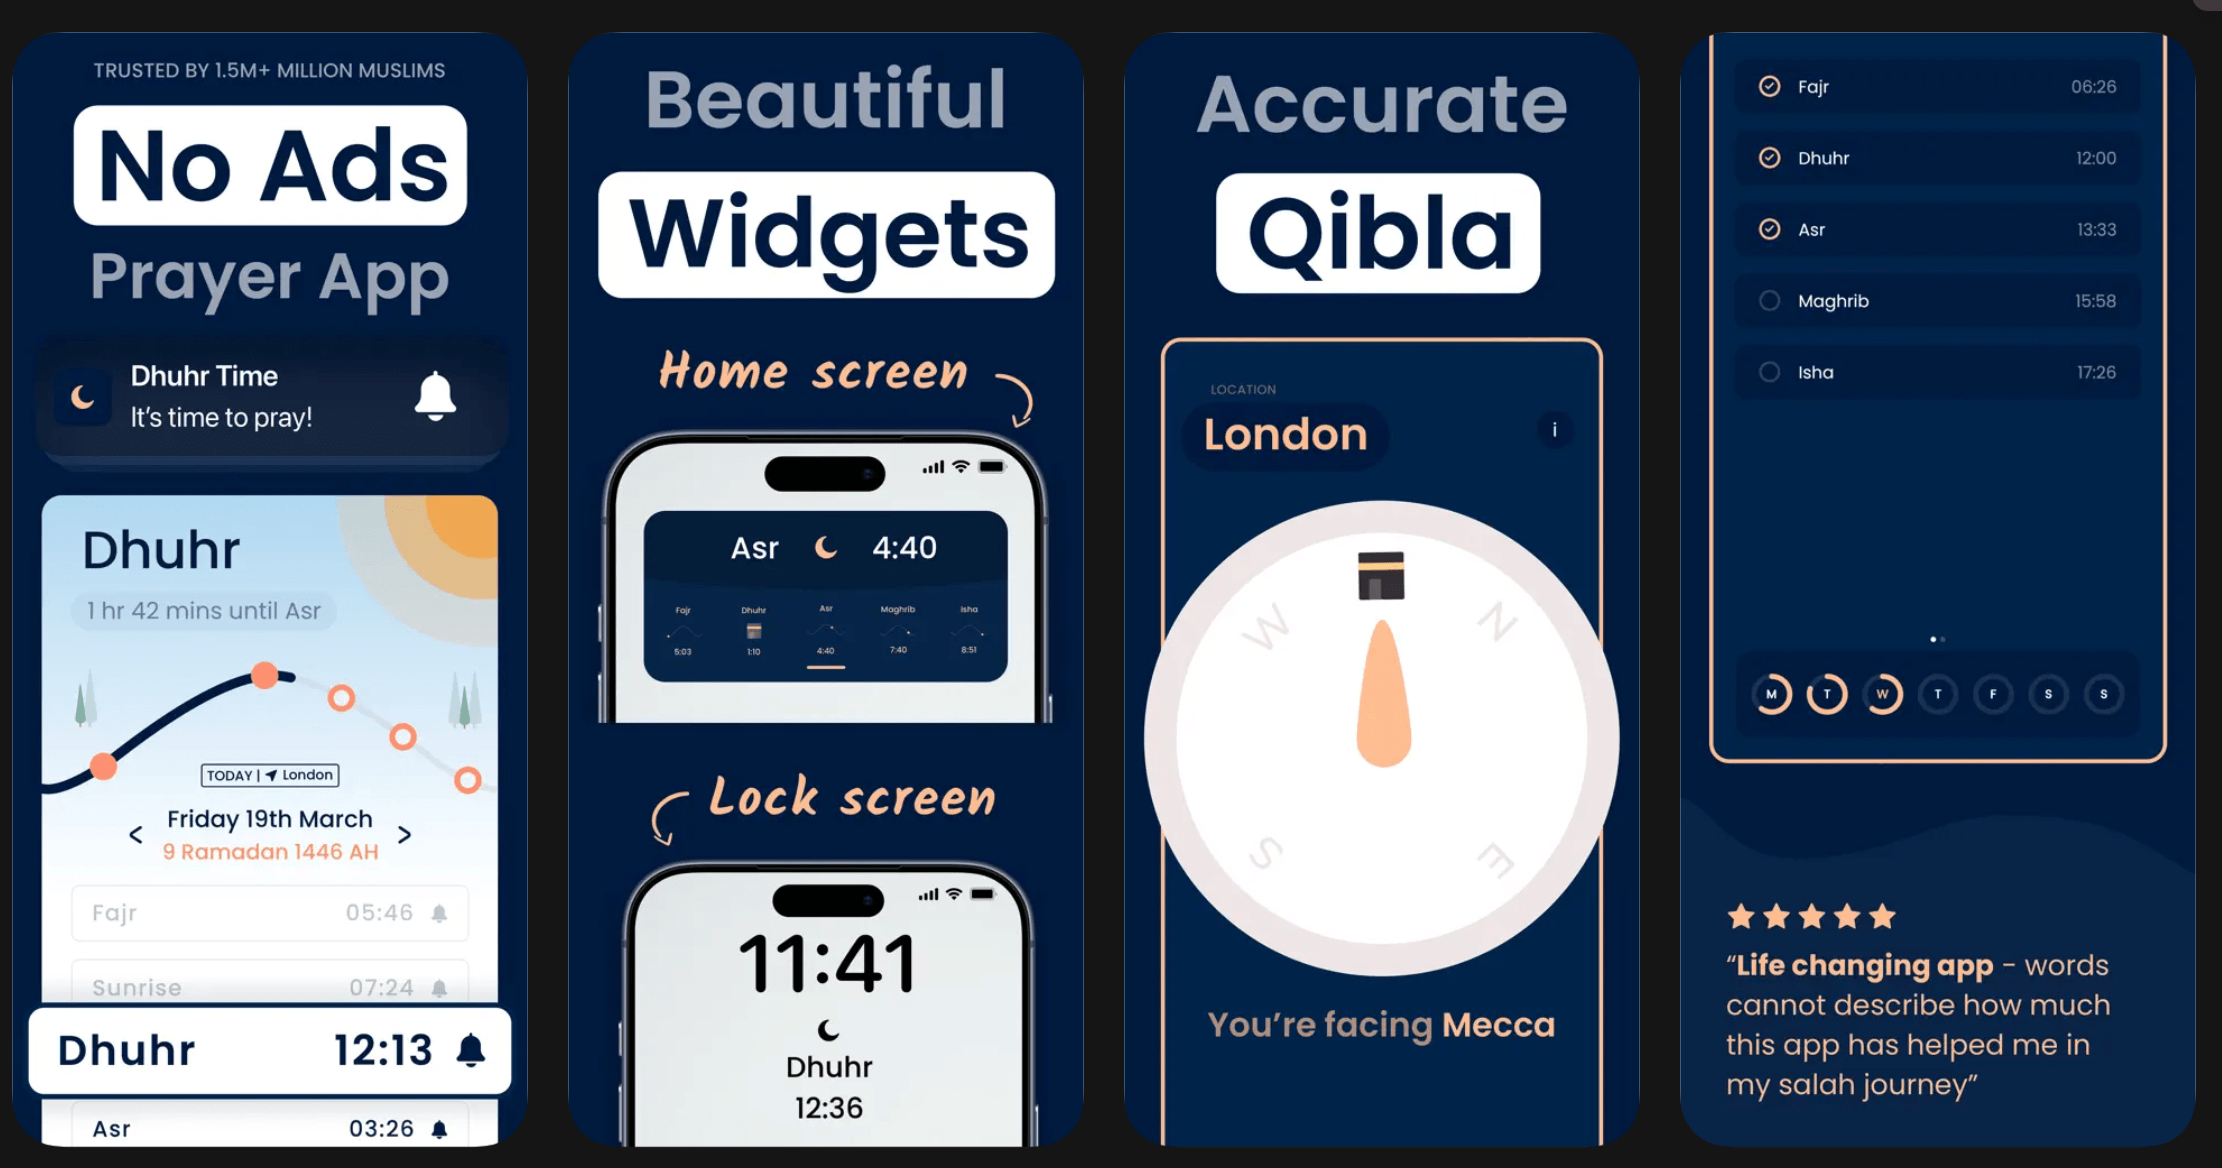 TRUSTED BY 1.5M+ MILLION MUSLIMS
No Ads
Prayer App
Dhuhr Time
It's time to pray!
Dhuhr
1 hr 42 mins until Asr
TODAY | London
< Friday 19th March >
9 Ramadan 1446 AH
Fajr 05:46
Sunrise 07:24
Dhuhr 12:13
Asr 03:26
Beautiful
Widgets
Home screen
Asr 4:40
Fajr Dhuhr Asr Maghrib Isha
5:03 1:10 4:40 7:40 8:51
Lock screen
11:41
Dhuhr
12:36
Accurate
Qibla
LOCATION
London
i
W N
S E
You're facing Mecca
Fajr 06:26
Dhuhr 12:00
Asr 13:33
Maghrib 15:58
Isha 17:26
M T W T F S S
“Life changing app – words
cannot describe how much
this app has helped me in
my salah journey”